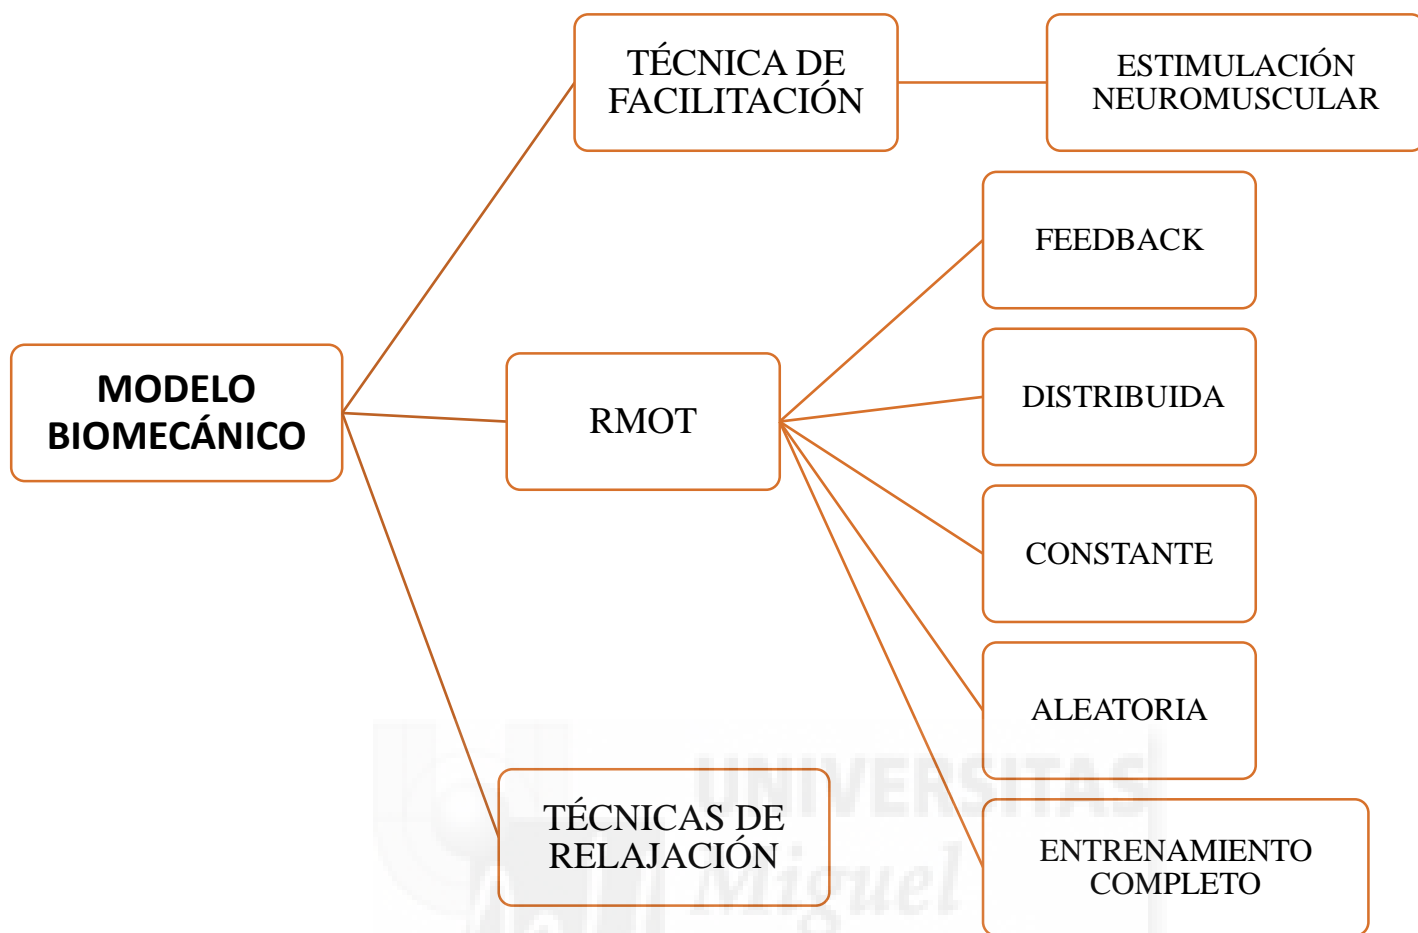 TÉCNICA DE
FACILITACIÓN
ESTIMULACIÓN
NEUROMUSCULAR
FEEDBACK
DISTRIBUIDA
MODELO
BIOMECÁNICO
RMOT
CONSTANTE
ALEATORIA
TÉCNICAS DE
RELAJACIÓN
ENTRENAMIENTO
COMPLETO
UNIVERSITAS
Miguel